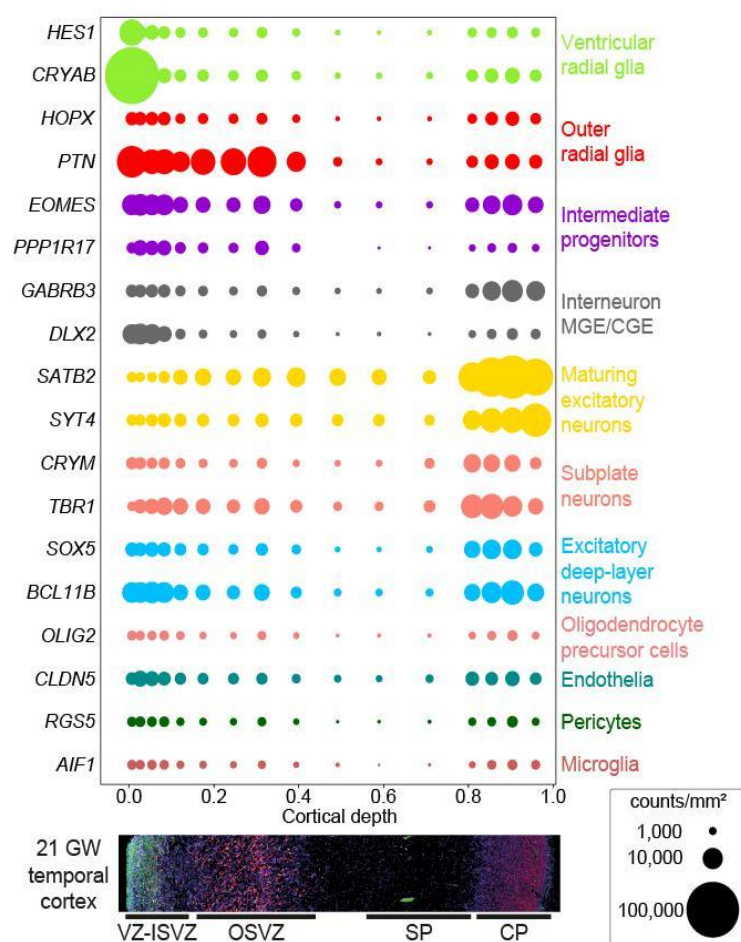 HES1
CRYAB
Ventricular
radial glia
HOPX
PTN
Outer
radial glia
EOMES
PPP1R17
Intermediate
progenitors
GABRB3
DLX2
Interneuron
MGE/CGE
SATB2
SYT4
Maturing
excitatory
neurons
CRYM
TBR1
Subplate
neurons
SOX5
BCL11B
Excitatory
deep-layer
neurons
OLIG2
Oligodendrocyte
precursor cells
CLDN5
Endothelia
RGS5
Pericytes
AIF1
Microglia
0.0 0.2 0.4 0.6 0.8 1.0
Cortical depth
counts/mm²
1,000
10,000
100,000
21 GW
temporal
cortex
VZ-ISVZ OSVZ SP CP